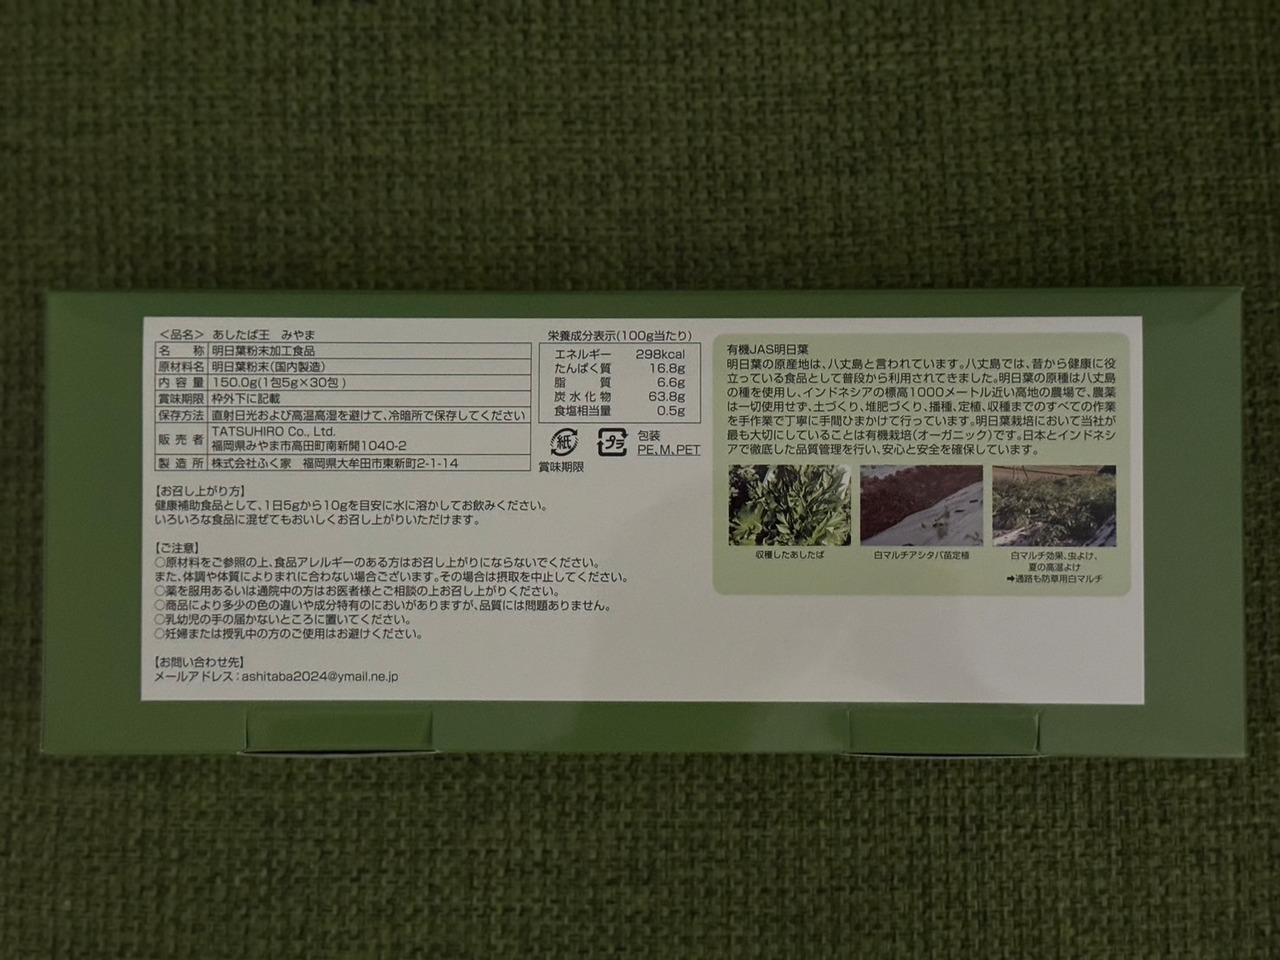 ＜品名＞ あしたば王 みやま
名 称 明日葉粉末加工食品
原材料名 明日葉粉末(国内製造)
内 容 量 150.0g(1包5g×30包)
賞味期限 枠外下に記載
保存方法 直射日光および高温高湿を避けて、冷暗所で保存してください
販 売 者 TATSUHIRO Co., Ltd.
福岡県みやま市高田町南新開1040-2
製 造 所 株式会社ふく家 福岡県大牟田市東新町2-1-14
【お召し上がり方】
健康補助食品として、1日5gから10gを目安に水に溶かしてお飲みください。
いろいろな食品に混ぜてもおいしくお召し上がりいただけます。
【ご注意】
○原材料をご参照の上、食品アレルギーのある方はお召し上がりにならないでください。
また、体調や体質によりまれに合わない場合ございます。その場合は摂取を中止してください。
○薬を服用あるいは通院中の方はお医者様とご相談の上お召し上がりください。
○商品により多少の色の違いや成分特有のにおいがありますが、品質には問題ありません。
○乳幼児の手の届かないところに置いてください。
○妊婦または授乳中の方のご使用はお避けください。
【お問い合わせ先】
メールアドレス：ashitaba2024@ymail.ne.jp
栄養成分表示(100g当たり)
エネルギー 298kcal
たんぱく質 16.8g
脂 質 6.6g
炭 水 化 物 63.8g
食塩相当量 0.5g
紙
プラ
包装
PE、M、PET
賞味期限
有機JAS明日葉
明日葉の原産地は、八丈島と言われています。八丈島では、昔から健康に役
立っている食品として普段から利用されてきました。明日葉の原種は八丈島
の種を使用し、インドネシアの標高1000メートル近い高地の農場で、農薬
は一切使用せず、土づくり、堆肥づくり、播種、定植、収種までのすべての作業
を手作業で丁寧に手間ひまかけて行っています。明日葉栽培において当社が
最も大切にしていることは有機栽培(オーガニック)です。日本とインドネシ
アで徹底した品質管理を行い、安心と安全を確保しています。
収穫したあしたば
白マルチアシタバ苗定植
白マルチ効果、虫よけ、
夏の高温よけ
➡通路も防草用白マルチ